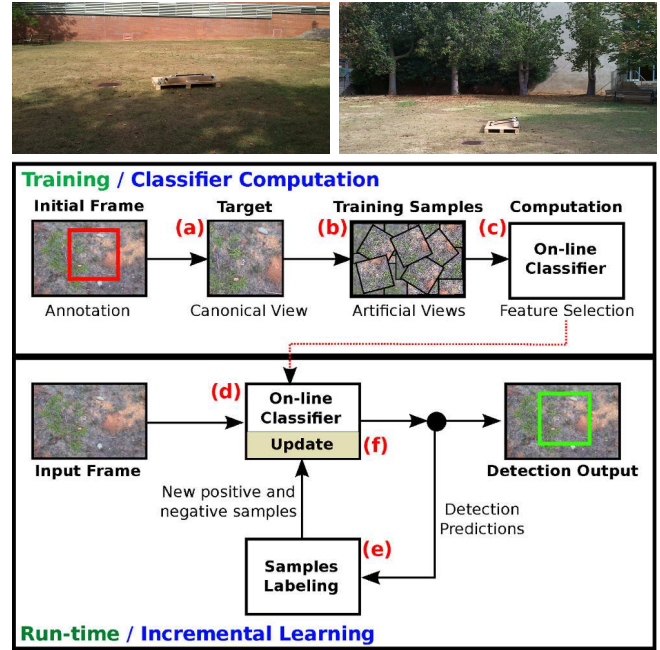 Training / Classifier Computation
Initial Frame
(a)
Target
(b)
Training Samples
(c)
Computation
On-line
Classifier
Annotation
Canonical View
Artificial Views
Feature Selection
(d)
On-line
Classifier
Update
(f)
Input Frame
Detection Output
New positive and
negative samples
Detection
Predictions
(e)
Samples
Labeling
Run-time / Incremental Learning